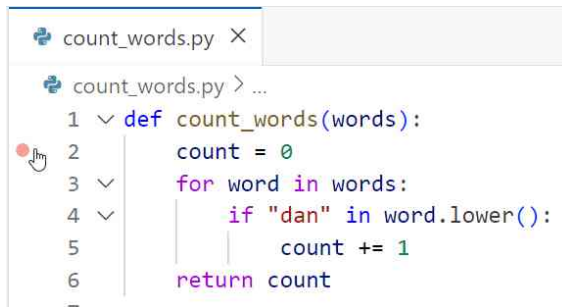 count_words.py
count_words.py > ...
1 def count_words(words):
2     count = 0
3     for word in words:
4         if "dan" in word.lower():
5             count += 1
6     return count